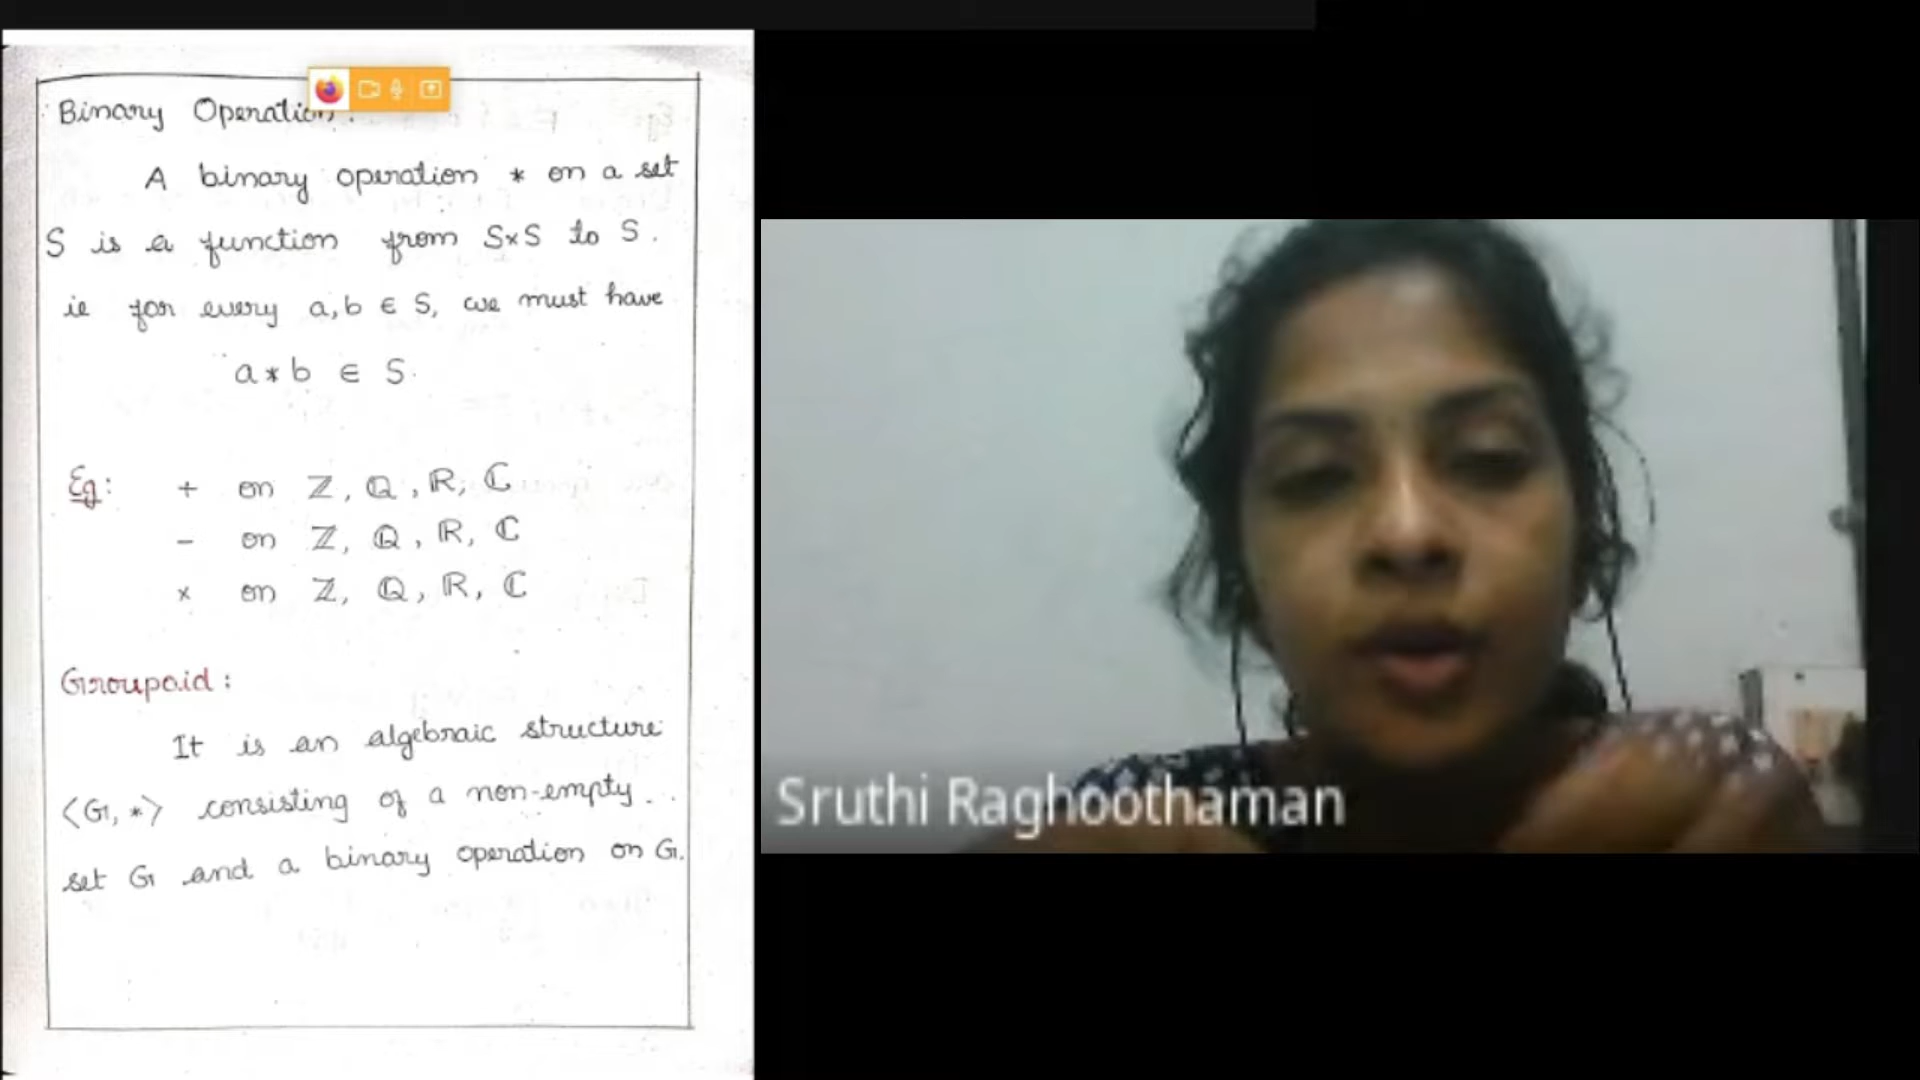 Binary Operation:
A binary operation * on a set
S is a function from S×S to S.
ie for every a, b ∈ S, we must have
a * b ∈ S.
Eg: + on ℤ, ℚ, ℝ, ℂ
- on ℤ, ℚ, ℝ, ℂ
× on ℤ, ℚ, ℝ, ℂ
Groupoid:
It is an algebraic structure
⟨G, *⟩ consisting of a non-empty
set G and a binary operation on G.
Sruthi Raghoothaman